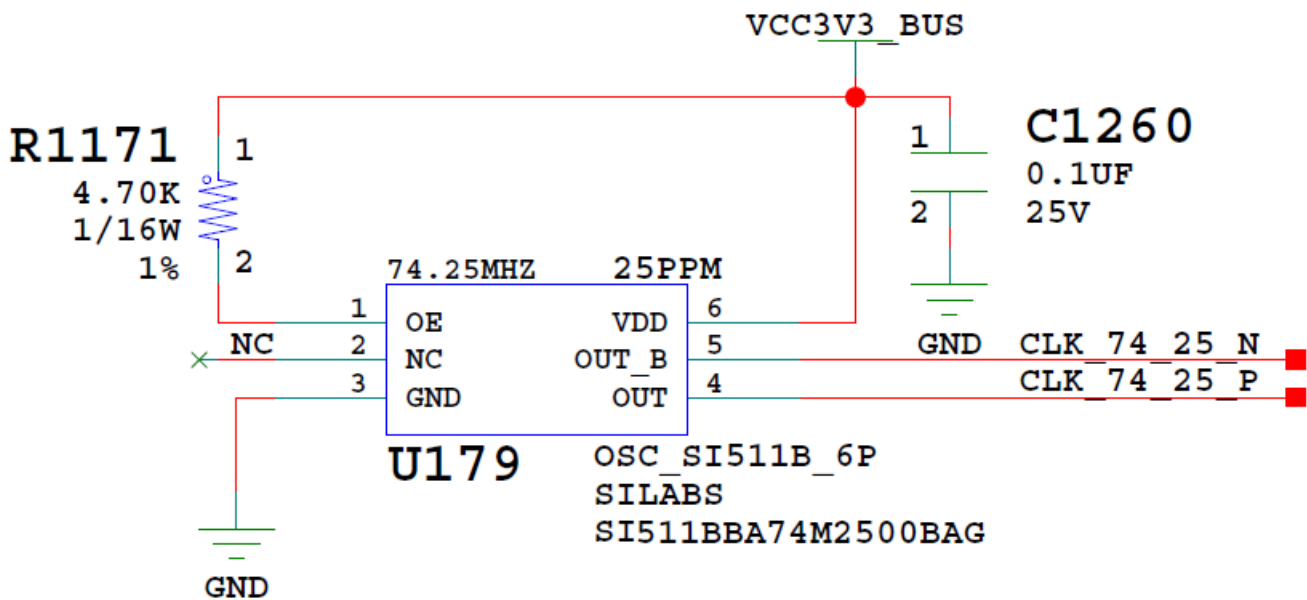 VCC3V3_BUS
R1171
4.70K
1/16W
1%
1
2
C1260
0.1UF
25V
1
2
GND
74.25MHZ 25PPM
1 OE VDD 6
NC 2 NC OUT_B 5 CLK_74_25_N
3 GND OUT 4 CLK_74_25_P
U179
OSC_SI511B_6P
SILABS
SI511BBA74M2500BAG
GND